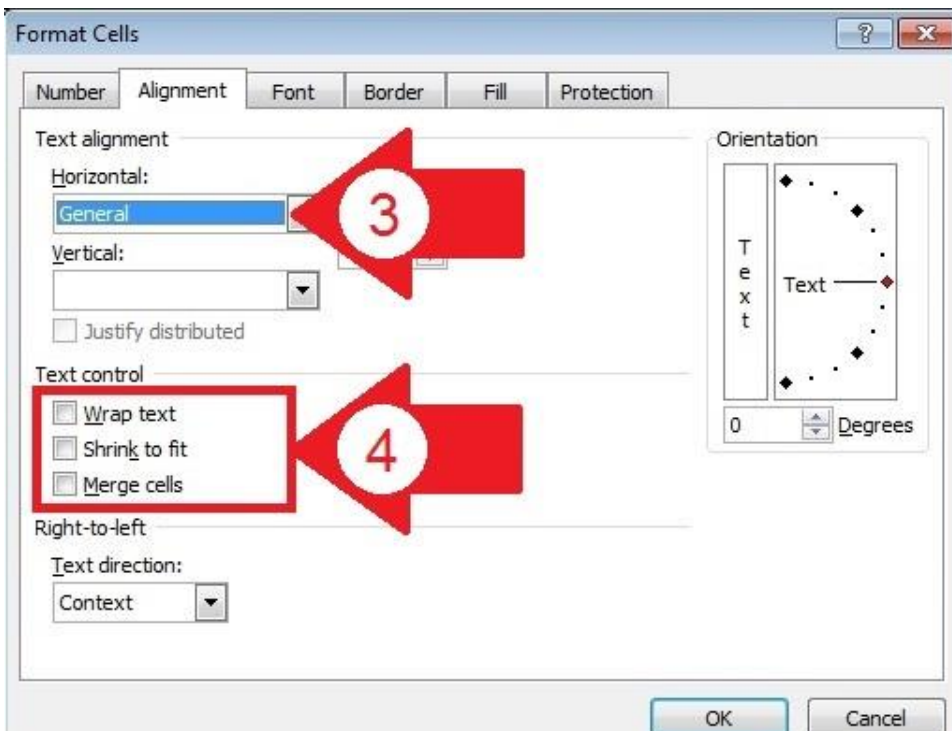 Format Cells
Number Alignment Font Border Fill Protection
Text alignment
Horizontal:
General
3
Vertical:
Justify distributed
Text control
Wrap text
Shrink to fit
Merge cells
4
Right-to-left
Text direction:
Context
Orientation
Text
Text
0 Degrees
OK Cancel